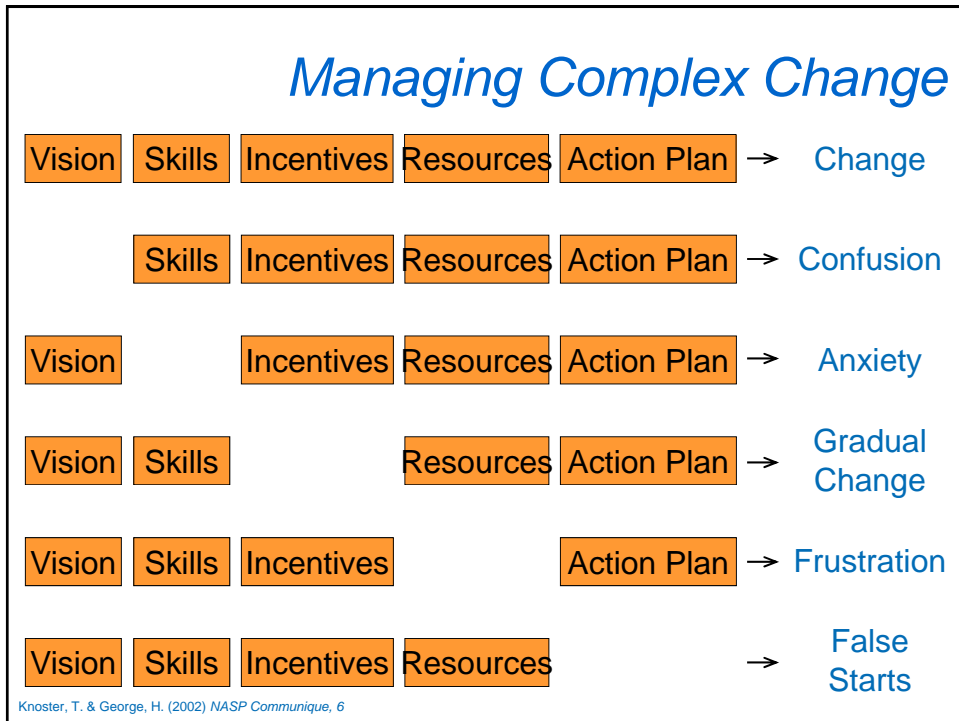 Managing Complex Change
Vision Skills Incentives Resources Action Plan → Change
Skills Incentives Resources Action Plan → Confusion
Vision Incentives Resources Action Plan → Anxiety
Vision Skills Resources Action Plan → Gradual
Change
Vision Skills Incentives Action Plan → Frustration
Vision Skills Incentives Resources → False
Starts
Knoster, T. & George, H. (2002) NASP Communique, 6